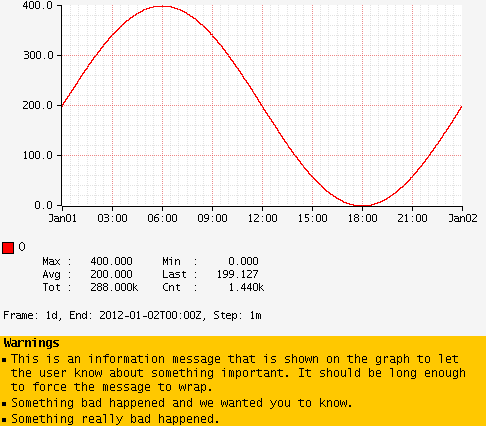 400.0
300.0
200.0
100.0
0.0
Jan01 03:00 06:00 09:00 12:00 15:00 18:00 21:00 Jan02
0
Max : 400.000 Min : 0.000
Avg : 200.000 Last : 199.127
Tot : 288.000k Cnt : 1.440k
Frame: 1d, End: 2012-01-02T00:00Z, Step: 1m
Warnings
▪ This is an information message that is shown on the graph to let
the user know about something important. It should be long enough
to force the message to wrap.
▪ Something bad happened and we wanted you to know.
▪ Something really bad happened.